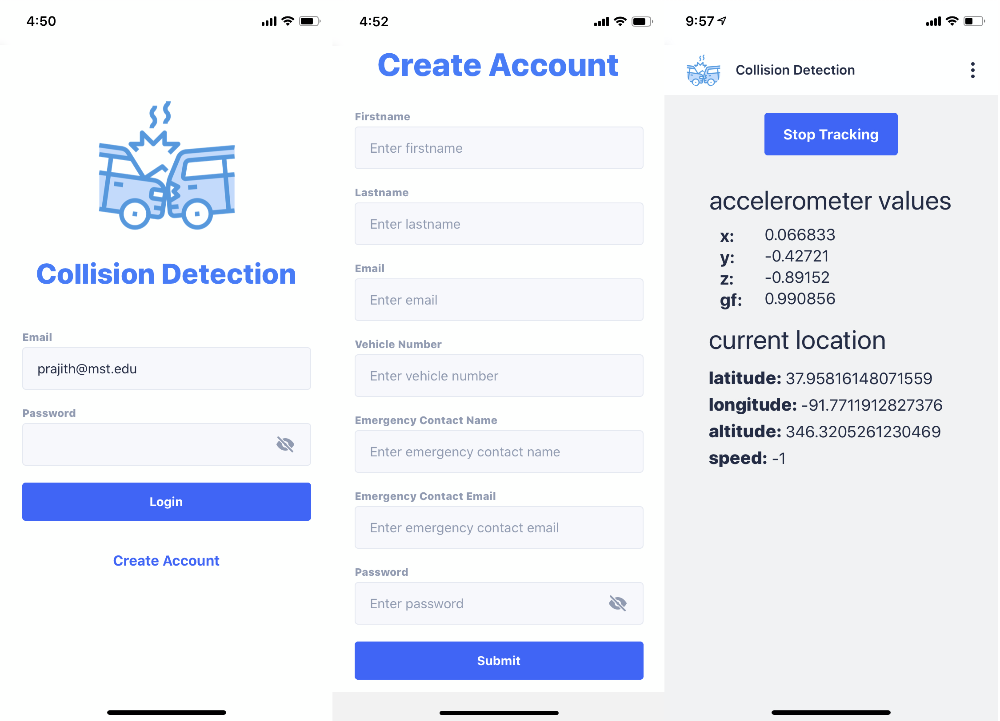 4:50
Collision Detection
Email
prajith@mst.edu
Password
Login
Create Account
4:52
Create Account
Firstname
Enter firstname
Lastname
Enter lastname
Email
Enter email
Vehicle Number
Enter vehicle number
Emergency Contact Name
Enter emergency contact name
Emergency Contact Email
Enter emergency contact email
Password
Enter password
Submit
9:57
Collision Detection
Stop Tracking
accelerometer values
x: 0.066833
y: -0.42721
z: -0.89152
gf: 0.990856
current location
latitude: 37.95816148071559
longitude: -91.7711912827376
altitude: 346.3205261230469
speed: -1